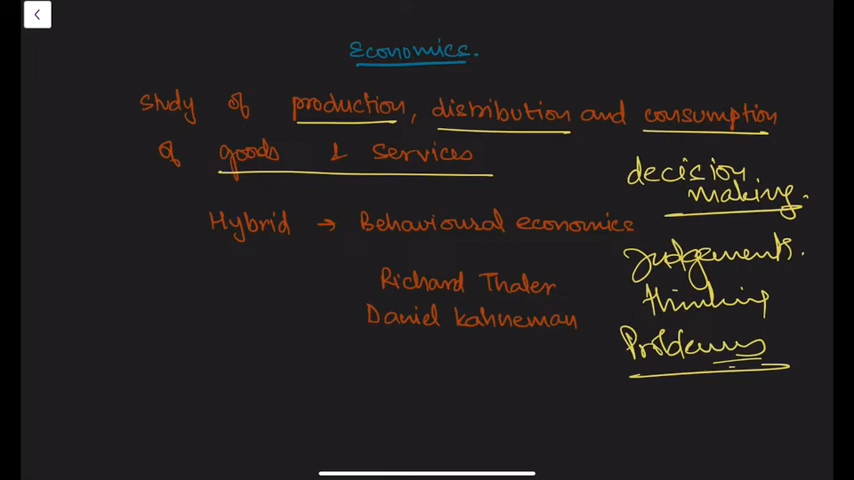 Economics.
study of production, distribution and consumption
of goods & services
decision
making.
Hybrid → Behavioural economics
Judgements.
thinking
Richard Thaler
Daniel Kahneman
Problems